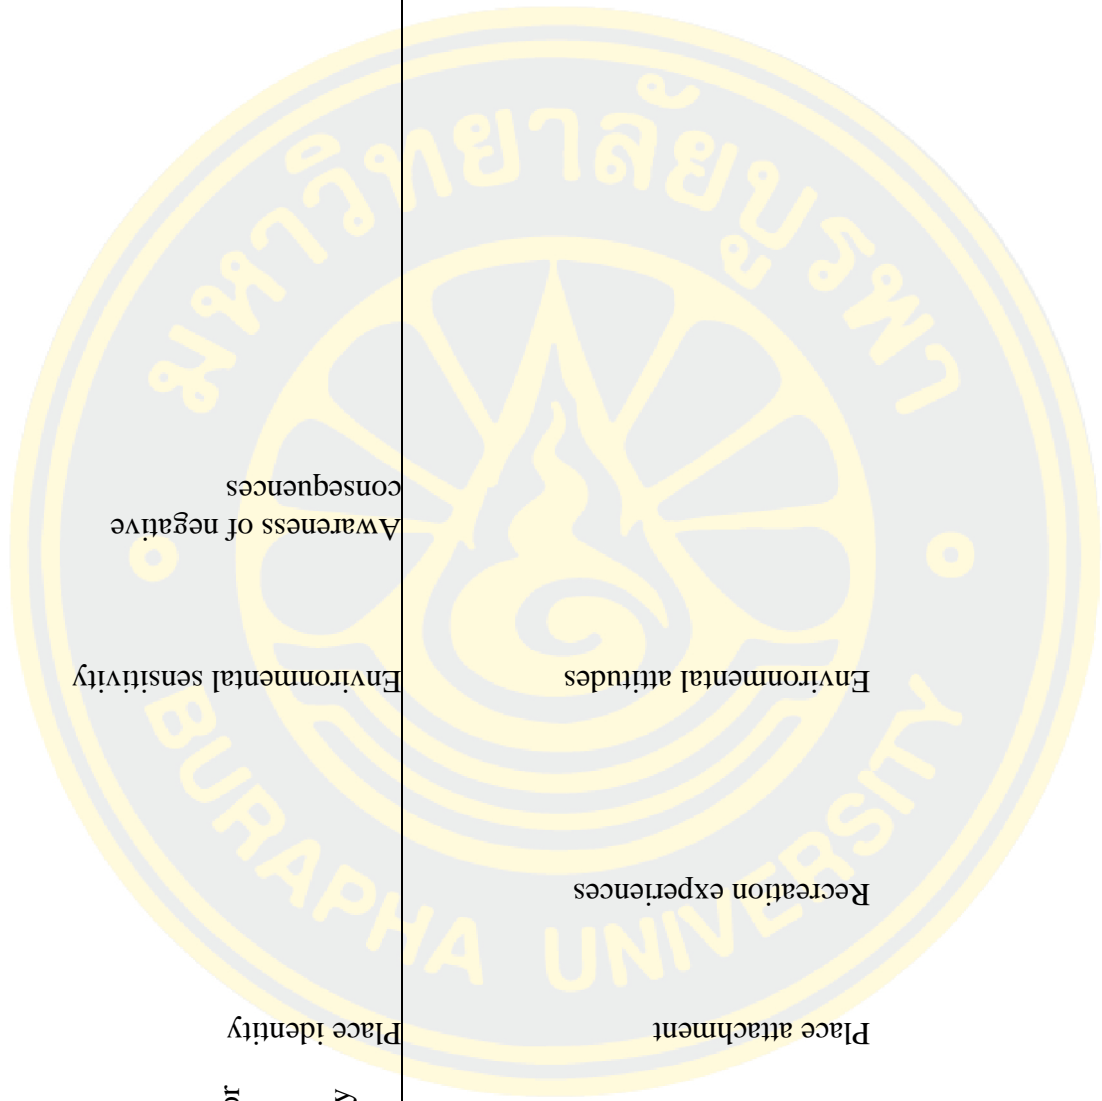 มหาวิทยาลัยบูรพา
BURAPHA UNIVERSITY
Place attachment
Place identity
Recreation experiences
Environmental attitudes
Environmental sensitivity
Awareness of negative
consequences